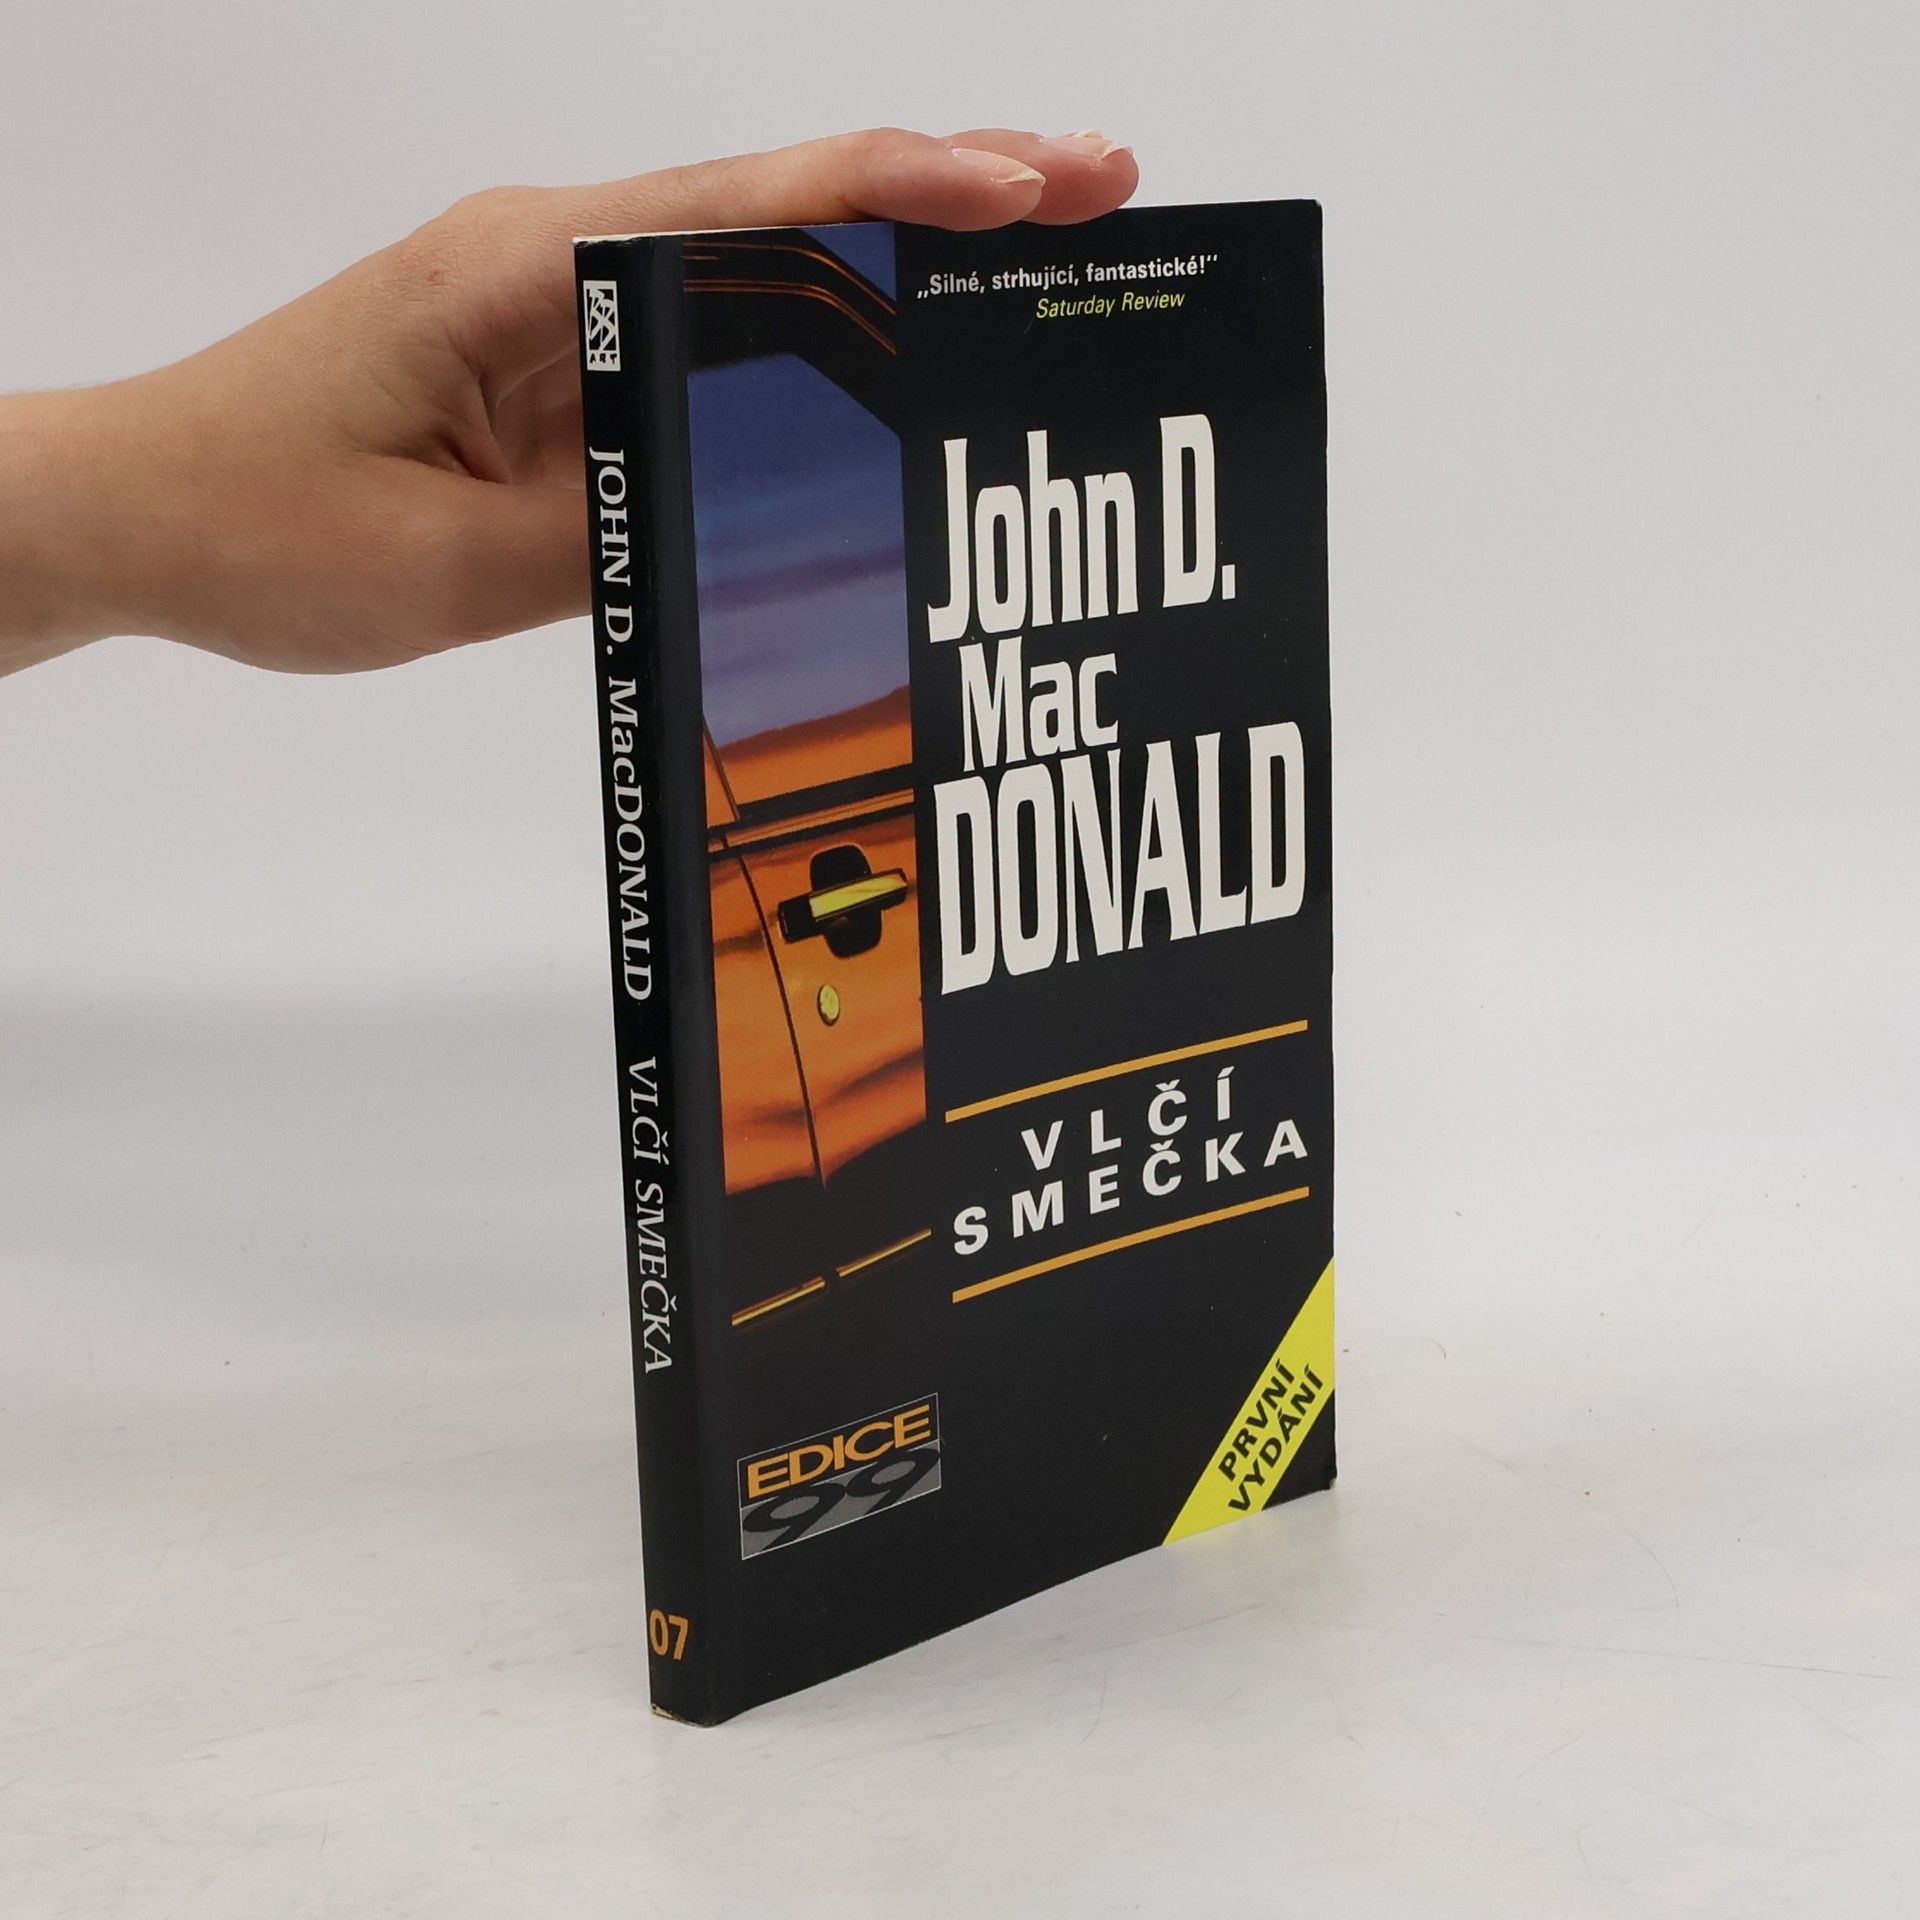 ART
JOHN D. MACDONALD VLČÍ SMEČKA
07
„Silné, strhující, fantastické!“
Saturday Review
John D.
Mac
DONALD
VLČÍ
SMEČKA
EDICE
99
PRVNÍ
VYDÁNÍ